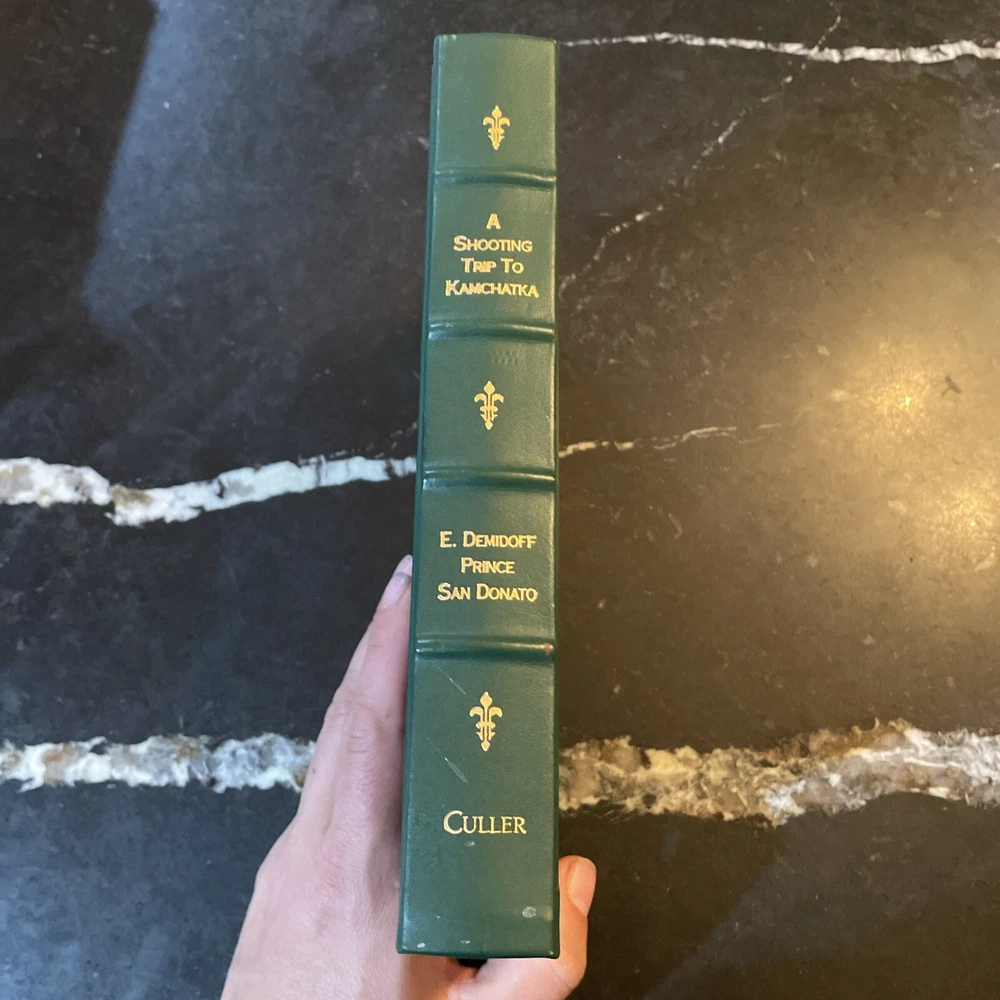 A
SHOOTING
TRIP TO
KAMCHATKA
E. DEMIDOFF
PRINCE
SAN DONATO
CULLER